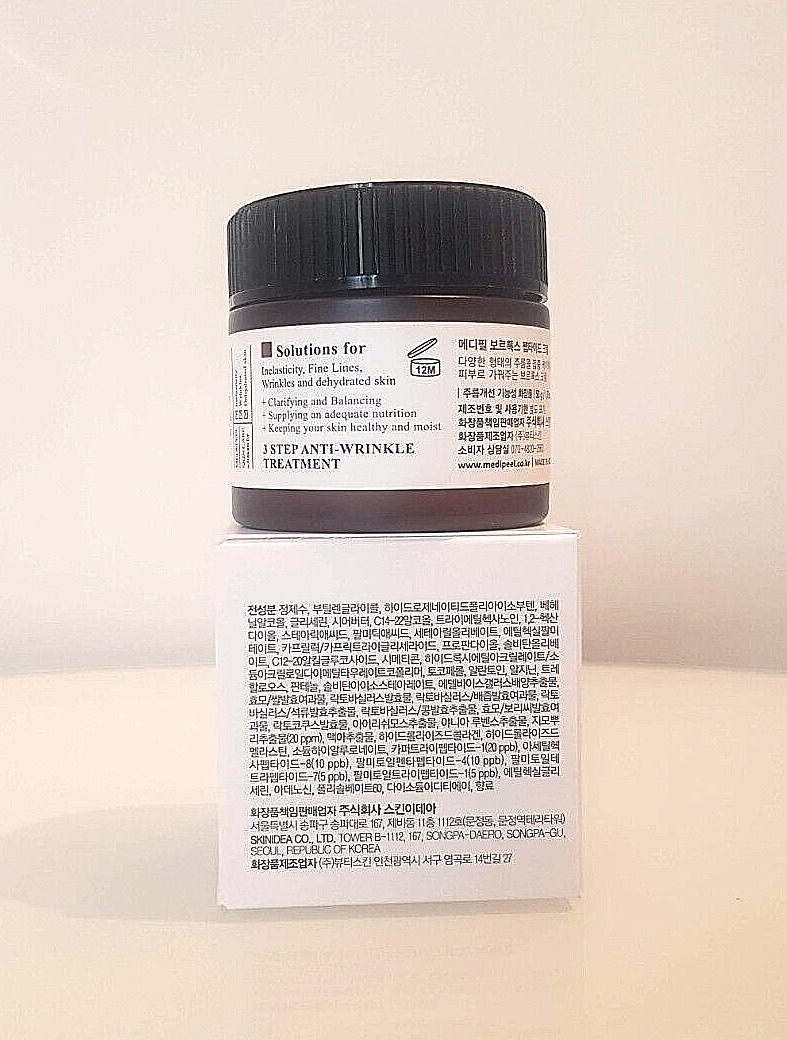 Solutions for
Inelasticity, Fine Lines,
Wrinkles and dehydrated skin
+ Clarifying and Balancing
+ Supplying an adequate nutrition
+ Keeping your skin healthy and moist
3 STEP ANTI-WRINKLE
TREATMENT
12M
메디필 보르톡스 펩타이드 크림
다양한 형태의 주름을 집중
피부로 가꿔주는 보르톡스 크림
주름개선 기능성 화장품
제조번호 및 사용기한
화장품책임판매업자 주식회사
화장품제조업자 (주)뷰티스킨
소비자 상담실
www.medipeel.co.kr
전성분 정제수, 부틸렌글라이콜, 하이드로제네이티드폴리아이소부텐, 베헤
닐알코올, 글리세린, 시어버터, C14-22알코올, 트라이에틸헥사노인, 1,2-헥산
다이올, 스테아릭애씨드, 팔미틱애씨드, 세테아릴올리베이트, 에틸헥실팔미
테이트, 카프릴릭/카프릭트라이글리세라이드, 프로판다이올, 솔비탄올리베
이트, C12-20알킬글루코사이드, 시메티콘, 하이드록시에틸아크릴레이트/소
듐아크릴로일다이메틸타우레이트코폴리머, 토코페롤, 알란토인, 알지닌, 트레
할로오스, 판테놀, 솔비탄아이소스테아레이트, 에델바이스캘러스배양추출물,
효모/쌀발효여과물, 락토바실러스발효물, 락토바실러스/배즙발효여과물, 락토
바실러스/석류발효추출물, 락토바실러스/콩발효추출물, 효모/보리씨발효여
과물, 락토코쿠스발효물, 아이리쉬모스추출물, 야니아 루벤스추출물, 지모뿌
리추출물(20 ppm), 맥아추출물, 하이드롤라이즈드콜라겐, 하이드롤라이즈드
엘라스틴, 소듐하이알루로네이트, 카퍼트라이펩타이드-1(20 ppb), 아세틸헥
사펩타이드-8(10 ppb), 팔미토일펜타펩타이드-4(10 ppb), 팔미토일테
트라펩타이드-7(5 ppb), 팔미토일트라이펩타이드-1(5 ppb), 에틸헥실글리
세린, 아데노신, 폴리솔베이트60, 다이소듐이디티에이, 향료
화장품책임판매업자 주식회사 스킨이데아
서울특별시 송파구 송파대로 167, 제비동 11층 1112호(문정동, 문정역테라타워)
SKINIDEA CO., LTD. TOWER B-1112, 167, SONGPA-DAERO, SONGPA-GU,
SEOUL, REPUBLIC OF KOREA
화장품제조업자 (주)뷰티스킨 인천광역시 서구 염곡로 14번길 27